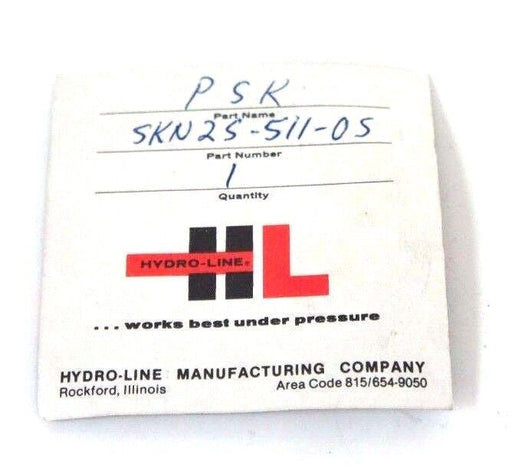 PSK
Part Name
SKN2S-511-05
Part Number
1
Quantity
HYDRO-LINE®
HL
...works best under pressure
HYDRO-LINE MANUFACTURING COMPANY
Rockford, Illinois Area Code 815/654-9050